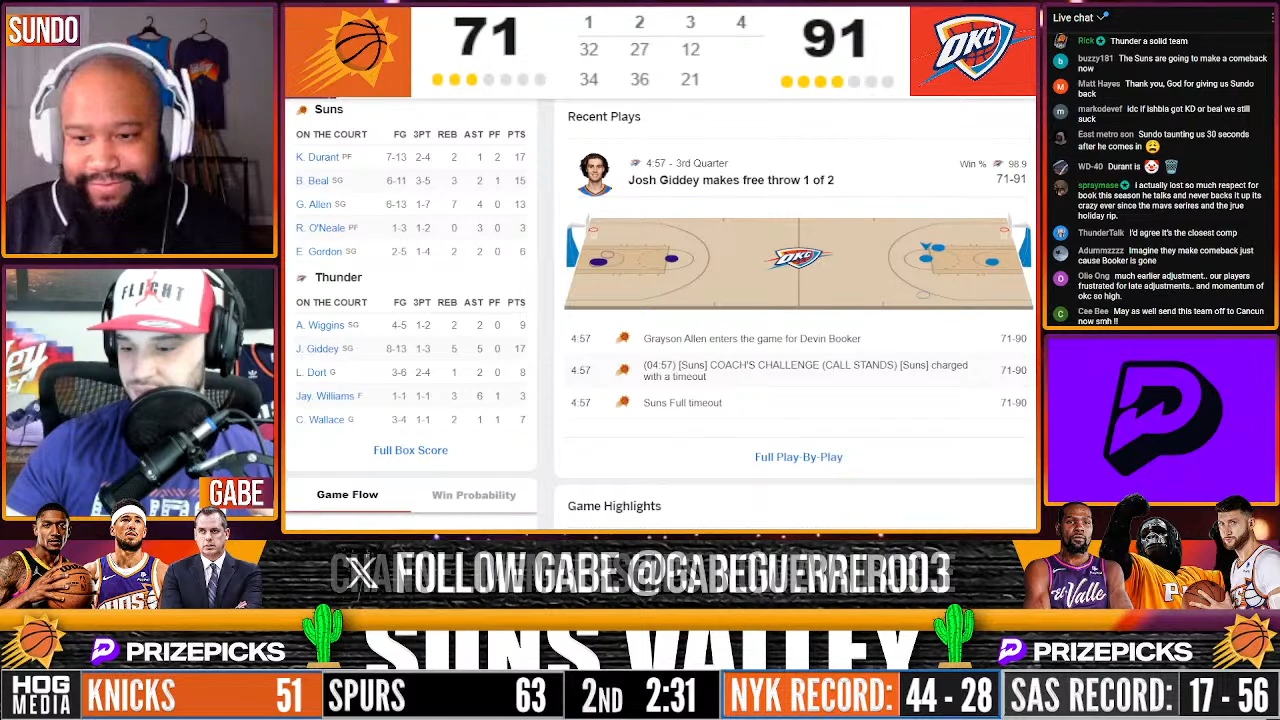 SUNDO
71
1 2 3 4
32 27 12
34 36 21
91
OKC
Suns
ON THE COURT FG 3PT REB AST PF PTS
K. Durant PF 7-13 2-4 2 1 2 17
B. Beal SG 6-11 3-5 3 2 1 15
G. Allen SG 6-13 1-7 7 4 0 13
R. O'Neale PF 1-3 1-2 0 3 0 3
E. Gordon SG 2-5 1-4 2 2 0 6
Thunder
ON THE COURT FG 3PT REB AST PF PTS
A. Wiggins SG 4-5 1-2 2 2 0 9
J. Giddey SG 8-13 1-3 5 5 0 17
L. Dort G 3-6 2-4 1 2 0 8
Jay. Williams F 1-1 1-1 3 6 1 3
C. Wallace G 3-4 1-1 2 1 1 7
Full Box Score
Game Flow Win Probability
Recent Plays
4:57 - 3rd Quarter
Win % 98.9
Josh Giddey makes free throw 1 of 2
71-91
OKC
4:57 Grayson Allen enters the game for Devin Booker 71-90
4:57 (04:57) [Suns] COACH'S CHALLENGE (CALL STANDS) [Suns] charged
with a timeout 71-90
4:57 Suns Full timeout 71-90
Full Play-By-Play
Game Highlights
Live chat
Rick Thunder a solid team
buzzy181 The Suns are going to make a comeback
now
Matt Hayes Thank you, God for giving us Sundo
back
markodevef idc if ishbia got KD or beal we still
suck
East metro son Sundo taunting us 30 seconds
after he comes in 😩
WD-40 Durant is 🤡 🗑️
spraymase I actually lost so much respect for
book this season he talks and never backs it up its
crazy ever since the mavs serires and the jrue
holiday rip.
ThunderTalk I'd agree It's the closest comp
Adummzzzz Imagine they make comeback just
cause Booker is gone
Olie Ong much earlier adjustment.. our players
frustrated for late adjustments.. and momentum of
okc so high.
Cee Bee May as well send this team off to Cancun
now smh !!
FLIGHT
GABE
FOLLOW GABE @GABEGUERRERO03
SUNS
Valle
P
PRIZEPICKS
SUNS VALLEY
PRIZEPICKS
HOG
MEDIA
KNICKS 51 SPURS 63 2ND 2:31 NYK RECORD: 44 - 28 SAS RECORD: 17 - 56